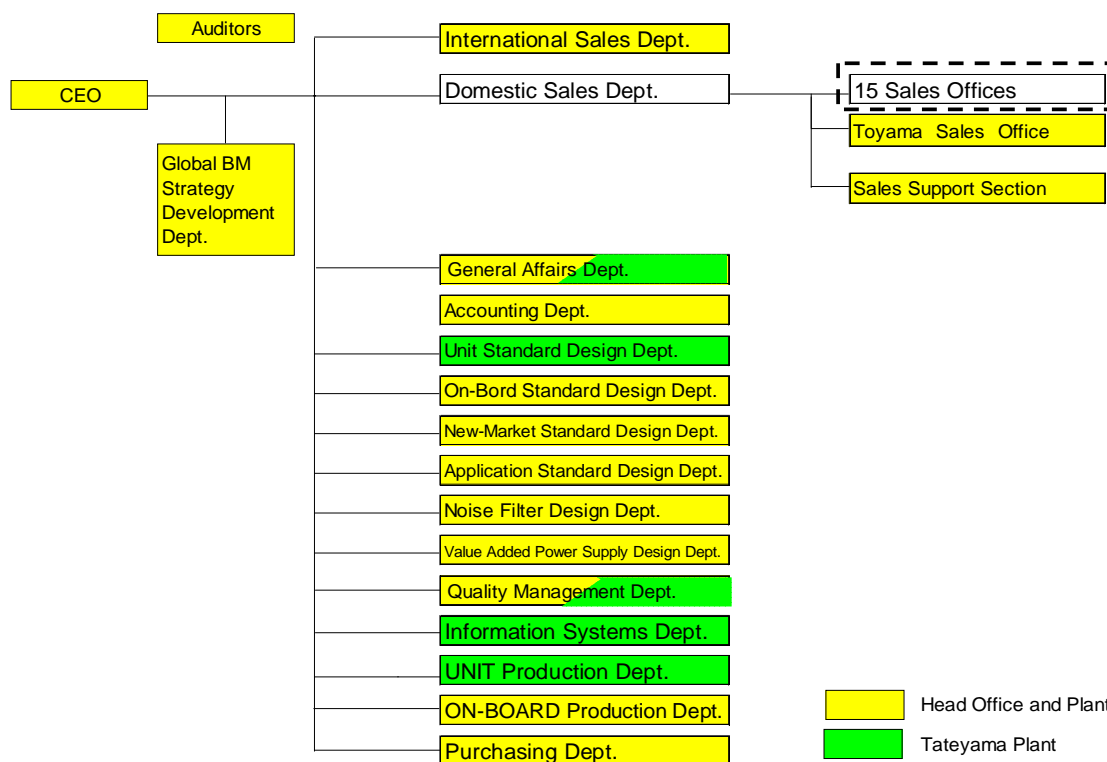 Auditors
International Sales Dept.
CEO
Domestic Sales Dept.
15 Sales Offices
Toyama Sales Office
Global BM
Strategy
Development
Dept.
Sales Support Section
General Affairs Dept.
Accounting Dept.
Unit Standard Design Dept.
On-Bord Standard Design Dept.
New-Market Standard Design Dept.
Application Standard Design Dept.
Noise Filter Design Dept.
Value Added Power Supply Design Dept.
Quality Management Dept.
Information Systems Dept.
UNIT Production Dept.
ON-BOARD Production Dept.
Purchasing Dept.
Head Office and Plant
Tateyama Plant